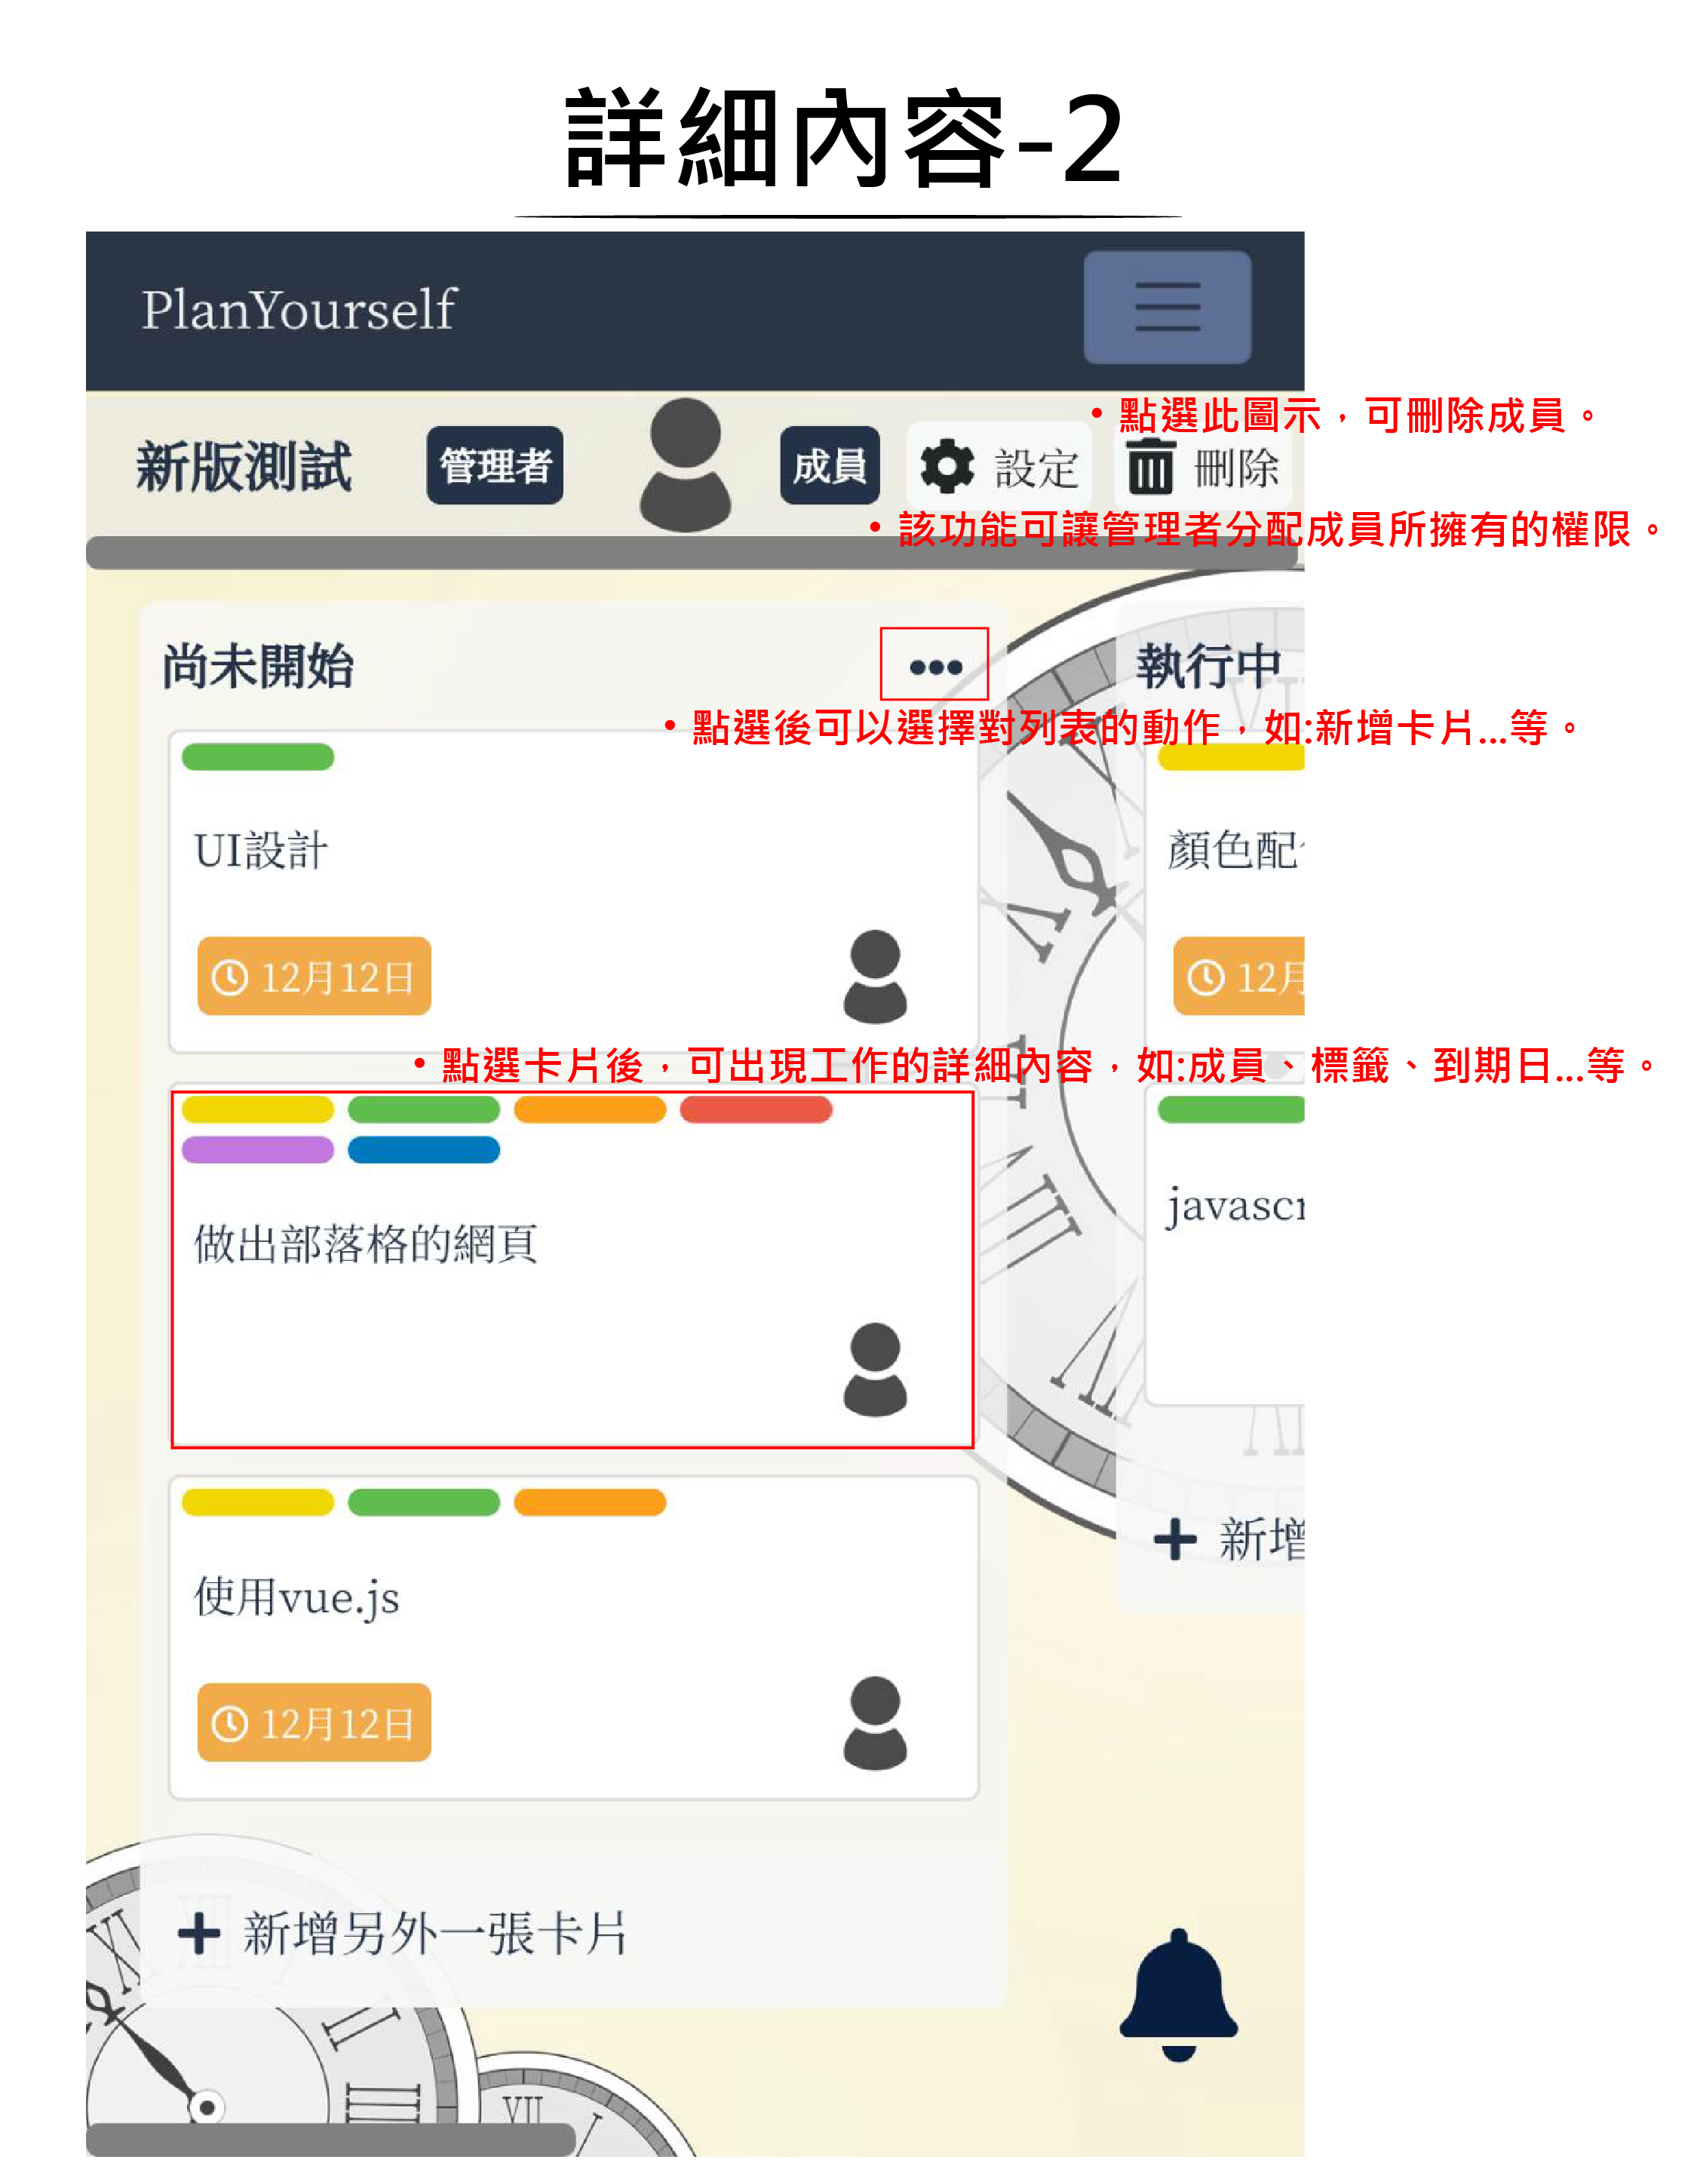 詳細內容-2
PlanYourself
• 點選此圖示，可刪除成員。
新版測試 管理者 成員 設定 刪除
• 該功能可讓管理者分配成員所擁有的權限。
尚未開始 ••• 執行中
• 點選後可以選擇對列表的動作，如:新增卡片...等。
UI設計 顏色配
12月12日 12月
• 點選卡片後，可出現工作的詳細內容，如:成員、標籤、到期日...等。
做出部落格的網頁 javascr
使用vue.js 新增
12月12日
新增另外一張卡片